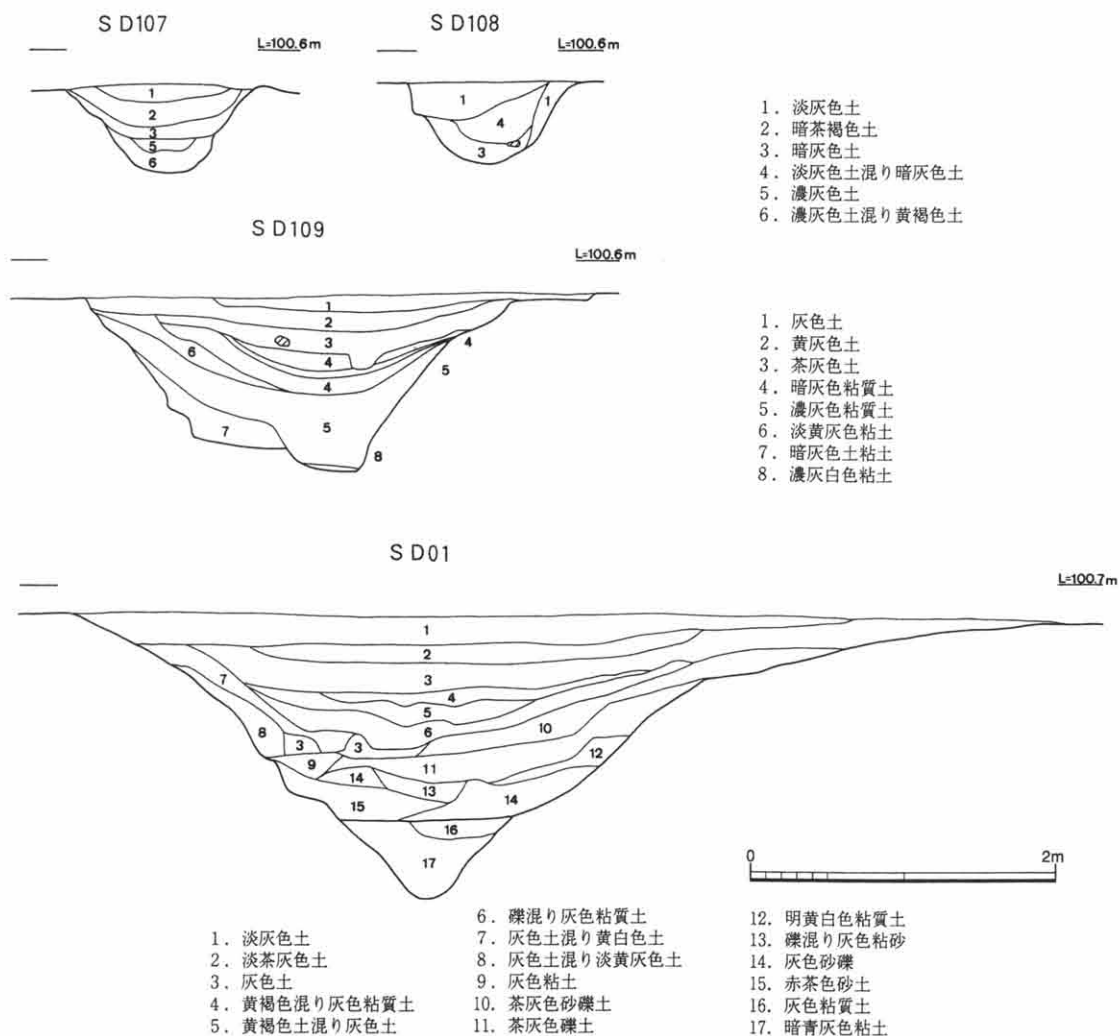 SD107
L=100.6m
1
2
3
5
6
SD108
L=100.6m
1
1
4
3
1. 淡灰色土
2. 暗茶褐色土
3. 暗灰色土
4. 淡灰色土混り暗灰色土
5. 濃灰色土
6. 濃灰色土混り黄褐色土
SD109
L=100.6m
1
2
3
4
6
4
5
4
5
7
8
1. 灰色土
2. 黄灰色土
3. 茶灰色土
4. 暗灰色粘質土
5. 濃灰色粘質土
6. 淡黄灰色粘土
7. 暗灰色土粘土
8. 濃灰白色粘土
SD01
L=100.7m
1
2
3
7
4
5
6
10
8
3
3
12
9
11
14
13
15
14
16
17
0 2m
1. 淡灰色土
2. 淡茶灰色土
3. 灰色土
4. 黄褐色混り灰色粘質土
5. 黄褐色土混り灰色土
6. 礫混り灰色粘質土
7. 灰色土混り黄白色土
8. 灰色土混り淡黄灰色土
9. 灰色粘土
10. 茶灰色砂礫土
11. 茶灰色礫土
12. 明黄白色粘質土
13. 礫混り灰色粘砂
14. 灰色砂礫
15. 赤茶色砂土
16. 灰色粘質土
17. 暗青灰色粘土